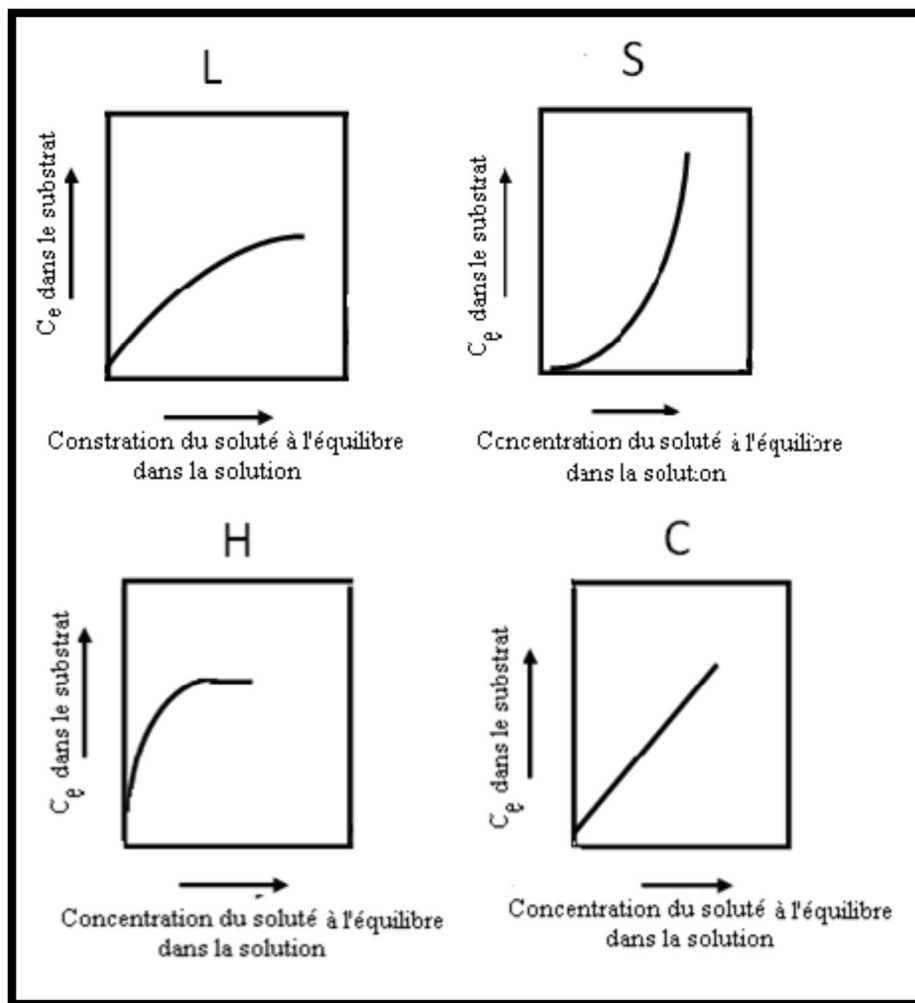 L
Ce dans le substrat
Constration du soluté à l'équilibre
dans la solution
S
Ce dans le substrat
Concentration du soluté à l'équilibre
dans la solution
H
Ce dans le substrat
Concentration du soluté à l'équilibre
dans la solution
C
Ce dans le substrat
Concentration du soluté à l'équilibre
dans la solution